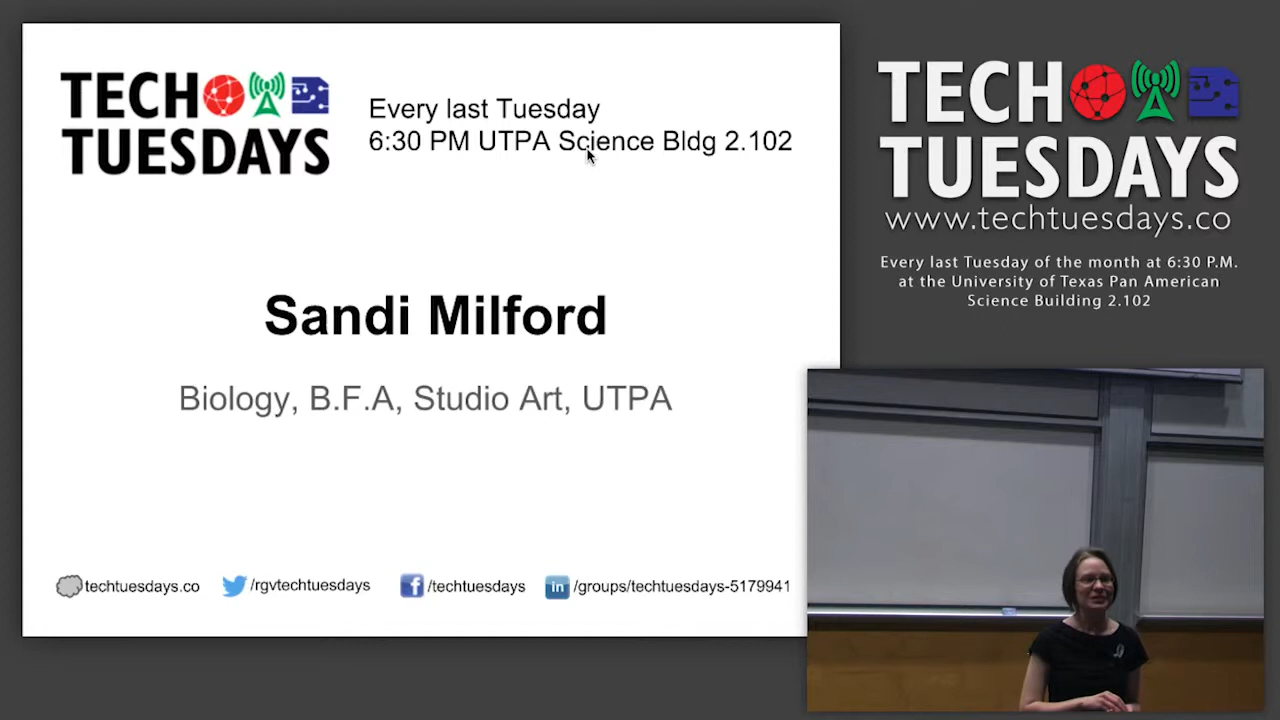 TECH
TUESDAYS
Every last Tuesday
6:30 PM UTPA Science Bldg 2.102
Sandi Milford
Biology, B.F.A, Studio Art, UTPA
techtuesdays.co
/rgvtechtuesdays
f
/techtuesdays
in
/groups/techtuesdays-5179941
TECH
TUESDAYS
www.techtuesdays.co
Every last Tuesday of the month at 6:30 P.M.
at the University of Texas Pan American
Science Building 2.102